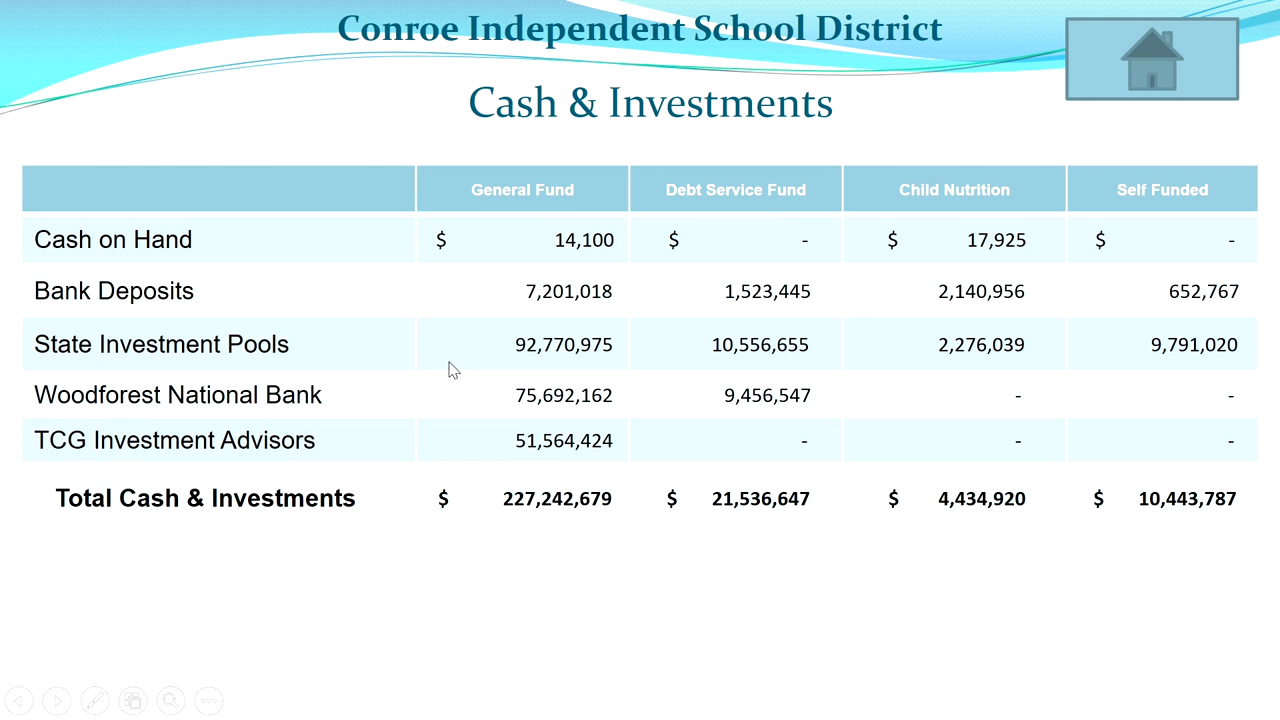 Conroe Independent School District
Cash & Investments
General Fund Debt Service Fund Child Nutrition Self Funded
Cash on Hand $ 14,100 $ - $ 17,925 $ -
Bank Deposits 7,201,018 1,523,445 2,140,956 652,767
State Investment Pools 92,770,975 10,556,655 2,276,039 9,791,020
Woodforest National Bank 75,692,162 9,456,547 - -
TCG Investment Advisors 51,564,424 - - -
Total Cash & Investments $ 227,242,679 $ 21,536,647 $ 4,434,920 $ 10,443,787